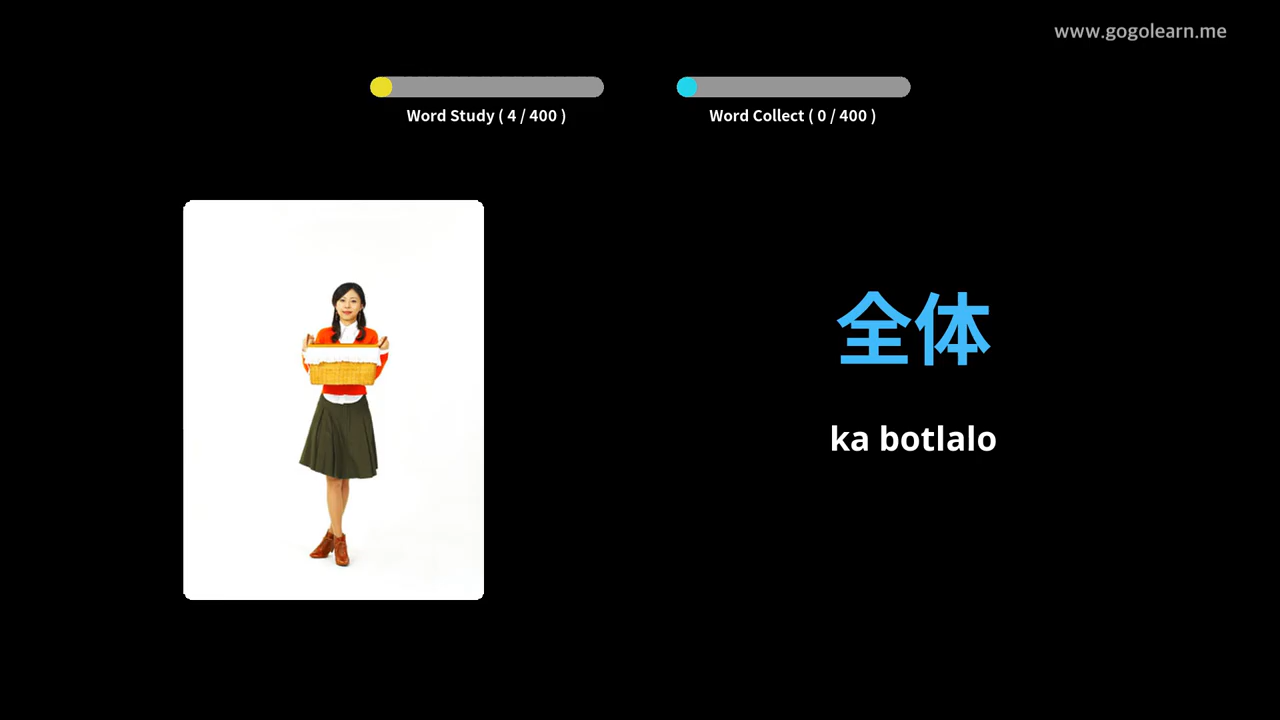 www.gogolearn.me
Word Study ( 4 / 400 )
Word Collect ( 0 / 400 )
全体
ka botlalo